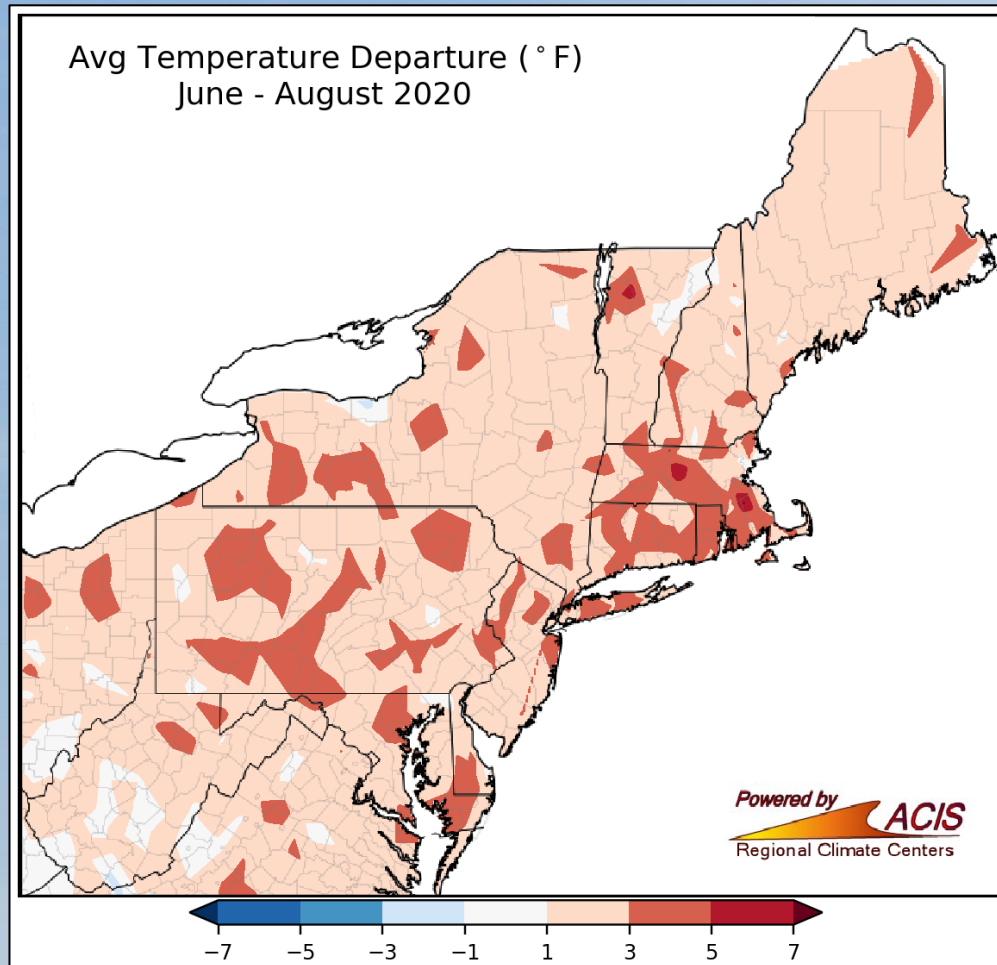 Avg Temperature Departure (°F)
June - August 2020
Powered by
ACIS
Regional Climate Centers
−7 −5 −3 −1 1 3 5 7